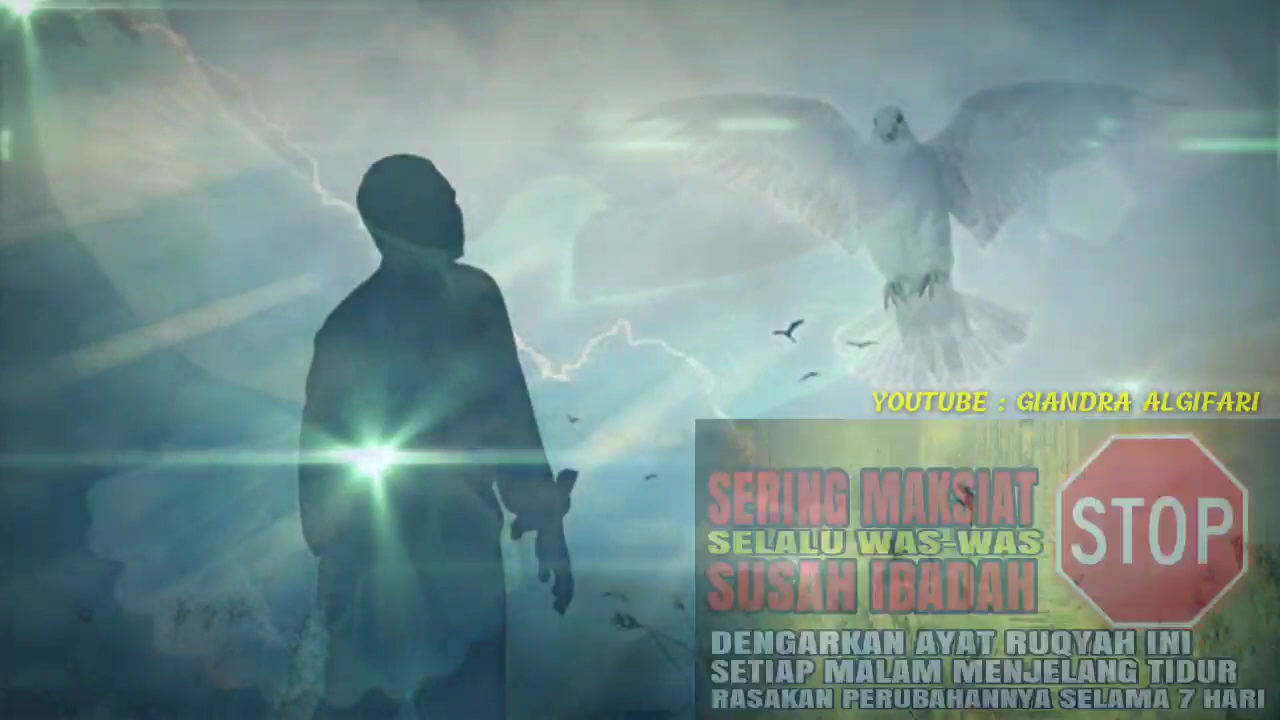 YOUTUBE : GIANDRA ALGIFARI
SERING MAKSIAT
SELALU WAS-WAS
SUSAH IBADAH
STOP
DENGARKAN AYAT RUQYAH INI
SETIAP MALAM MENJELANG TIDUR
RASAKAN PERUBAHANNYA SELAMA 7 HARI